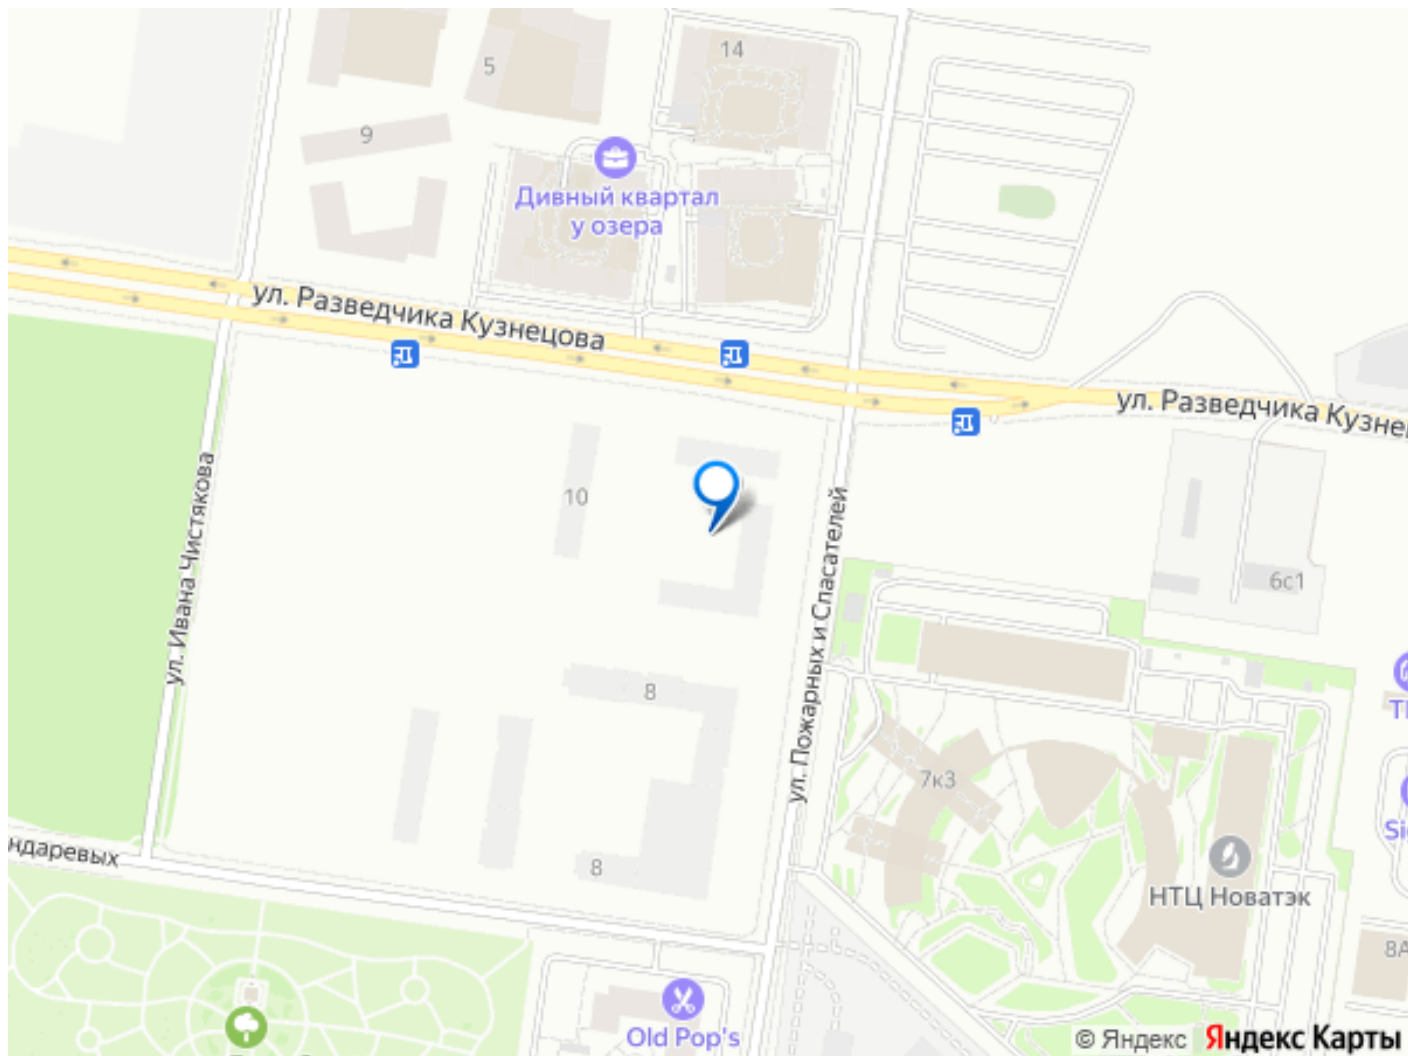 14
5
9
Дивный квартал
у озера
ул. Разведчика Кузнецова
ул. Разведчика Кузне
ул. Ивана Чистякова
10
ул. Пожарных и Спасателей
6с1
8
7к3
8
ндаревых
НТЦ Новатэк
8А
Old Pop's
© Яндекс Яндекс Карты